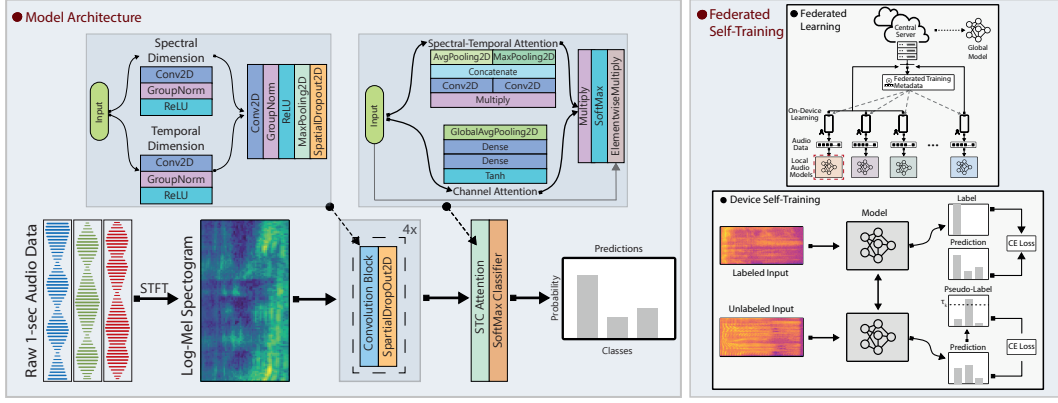 Model Architecture
Spectral
Dimension
Conv2D
GroupNorm
ReLU
Input
Temporal
Dimension
Conv2D
GroupNorm
ReLU
Conv2D
GroupNorm
ReLU
MaxPooling2D
SpatialDropout2D
Spectral-Temporal Attention
AvgPooling2D
MaxPooling2D
Concatenate
Conv2D
Conv2D
Multiply
Input
GlobalAvgPooling2D
Dense
Dense
Tanh
Channel Attention
Multiply
SoftMax
ElementwiseMultiply
Raw 1-sec Audio Data
STFT
Log-Mel Spectogram
4x
Convolution Block
SpartialDropOut2D
STC Attention
SoftMax Classifier
Predictions
Probability
Classes
Federated
Self-Training
Federated
Learning
Central
Server
Global
Model
Federated Training
Metadata
On-Device
Learning
Audio
Data
Local
Audio
Models
...
Device Self-Training
Labeled Input
Unlabeled Input
Model
Label
Prediction
CE Loss
Pseudo-Label
Prediction
CE Loss